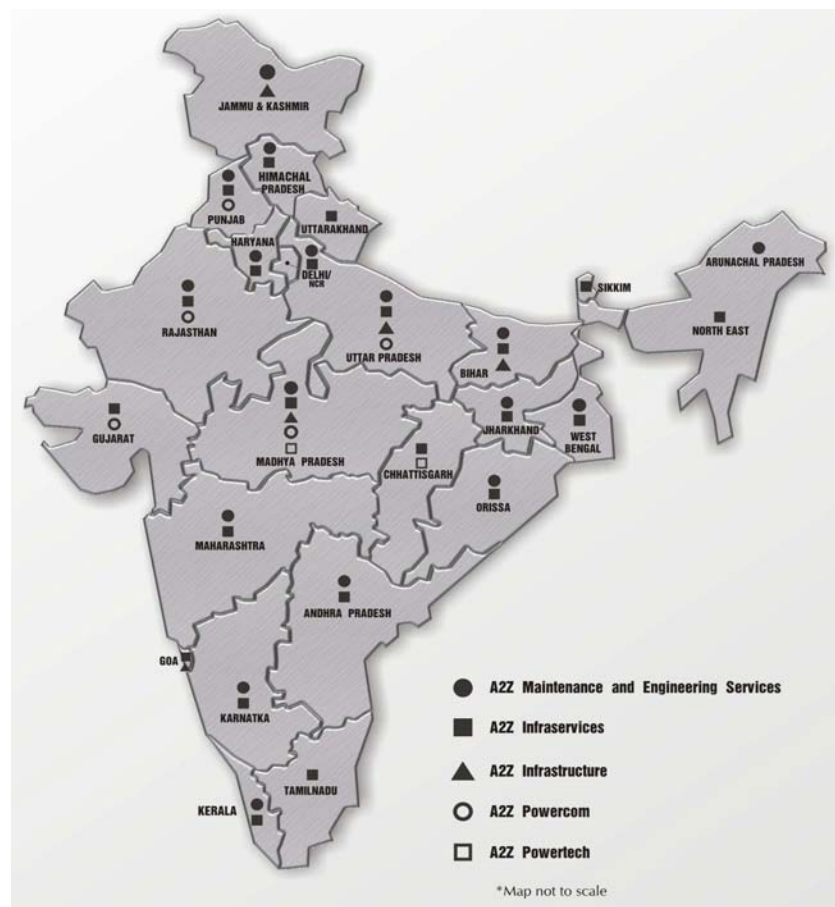 JAMMU & KASHMIR
HIMACHAL
PRADESH
PUNJAB
UTTARAKHAND
HARYANA
DELHI/
NCR
ARUNACHAL PRADESH
SIKKIM
NORTH EAST
RAJASTHAN
UTTAR PRADESH
BIHAR
GUJARAT
MADHYA PRADESH
JHARKHAND
WEST
BENGAL
CHHATTISGARH
ORISSA
MAHARASHTRA
ANDHRA PRADESH
GOA
KARNATKA
TAMILNADU
KERALA
A2Z Maintenance and Engineering Services
A2Z Infraservices
A2Z Infrastructure
A2Z Powercom
A2Z Powertech
*Map not to scale